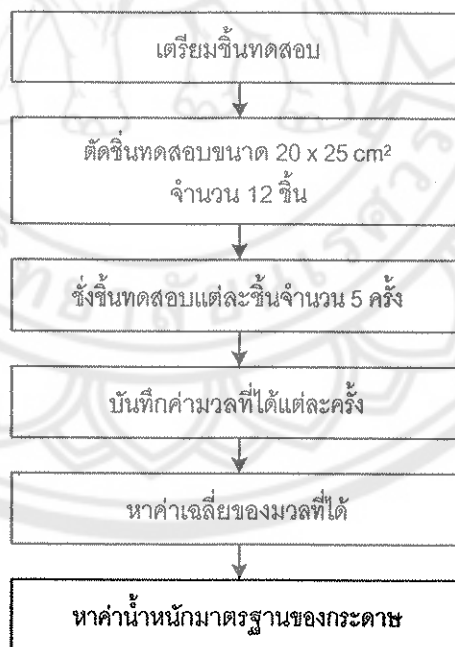 เตรียมชิ้นทดสอบ
ตัดชิ้นทดสอบขนาด 20 x 25 cm²
จำนวน 12 ชิ้น
ชั่งชิ้นทดสอบแต่ละชิ้นจำนวน 5 ครั้ง
บันทึกค่ามวลที่ได้แต่ละครั้ง
หาค่าเฉลี่ยของมวลที่ได้
หาค่าน้ำหนักมาตรฐานของกระดาษ